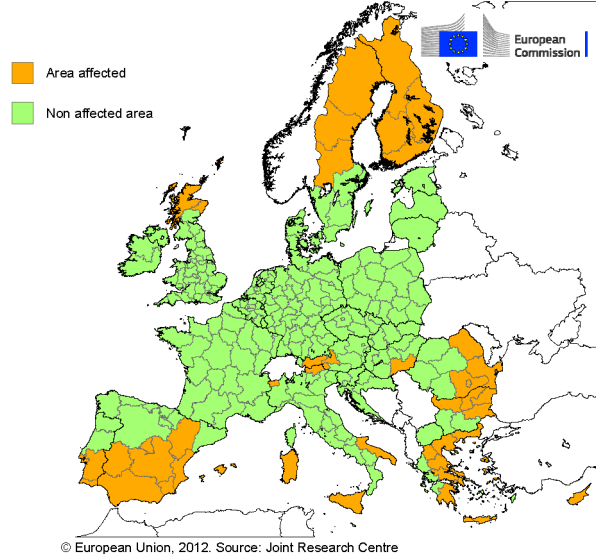 European
Commission
Area affected
Non affected area
© European Union, 2012. Source: Joint Research Centre